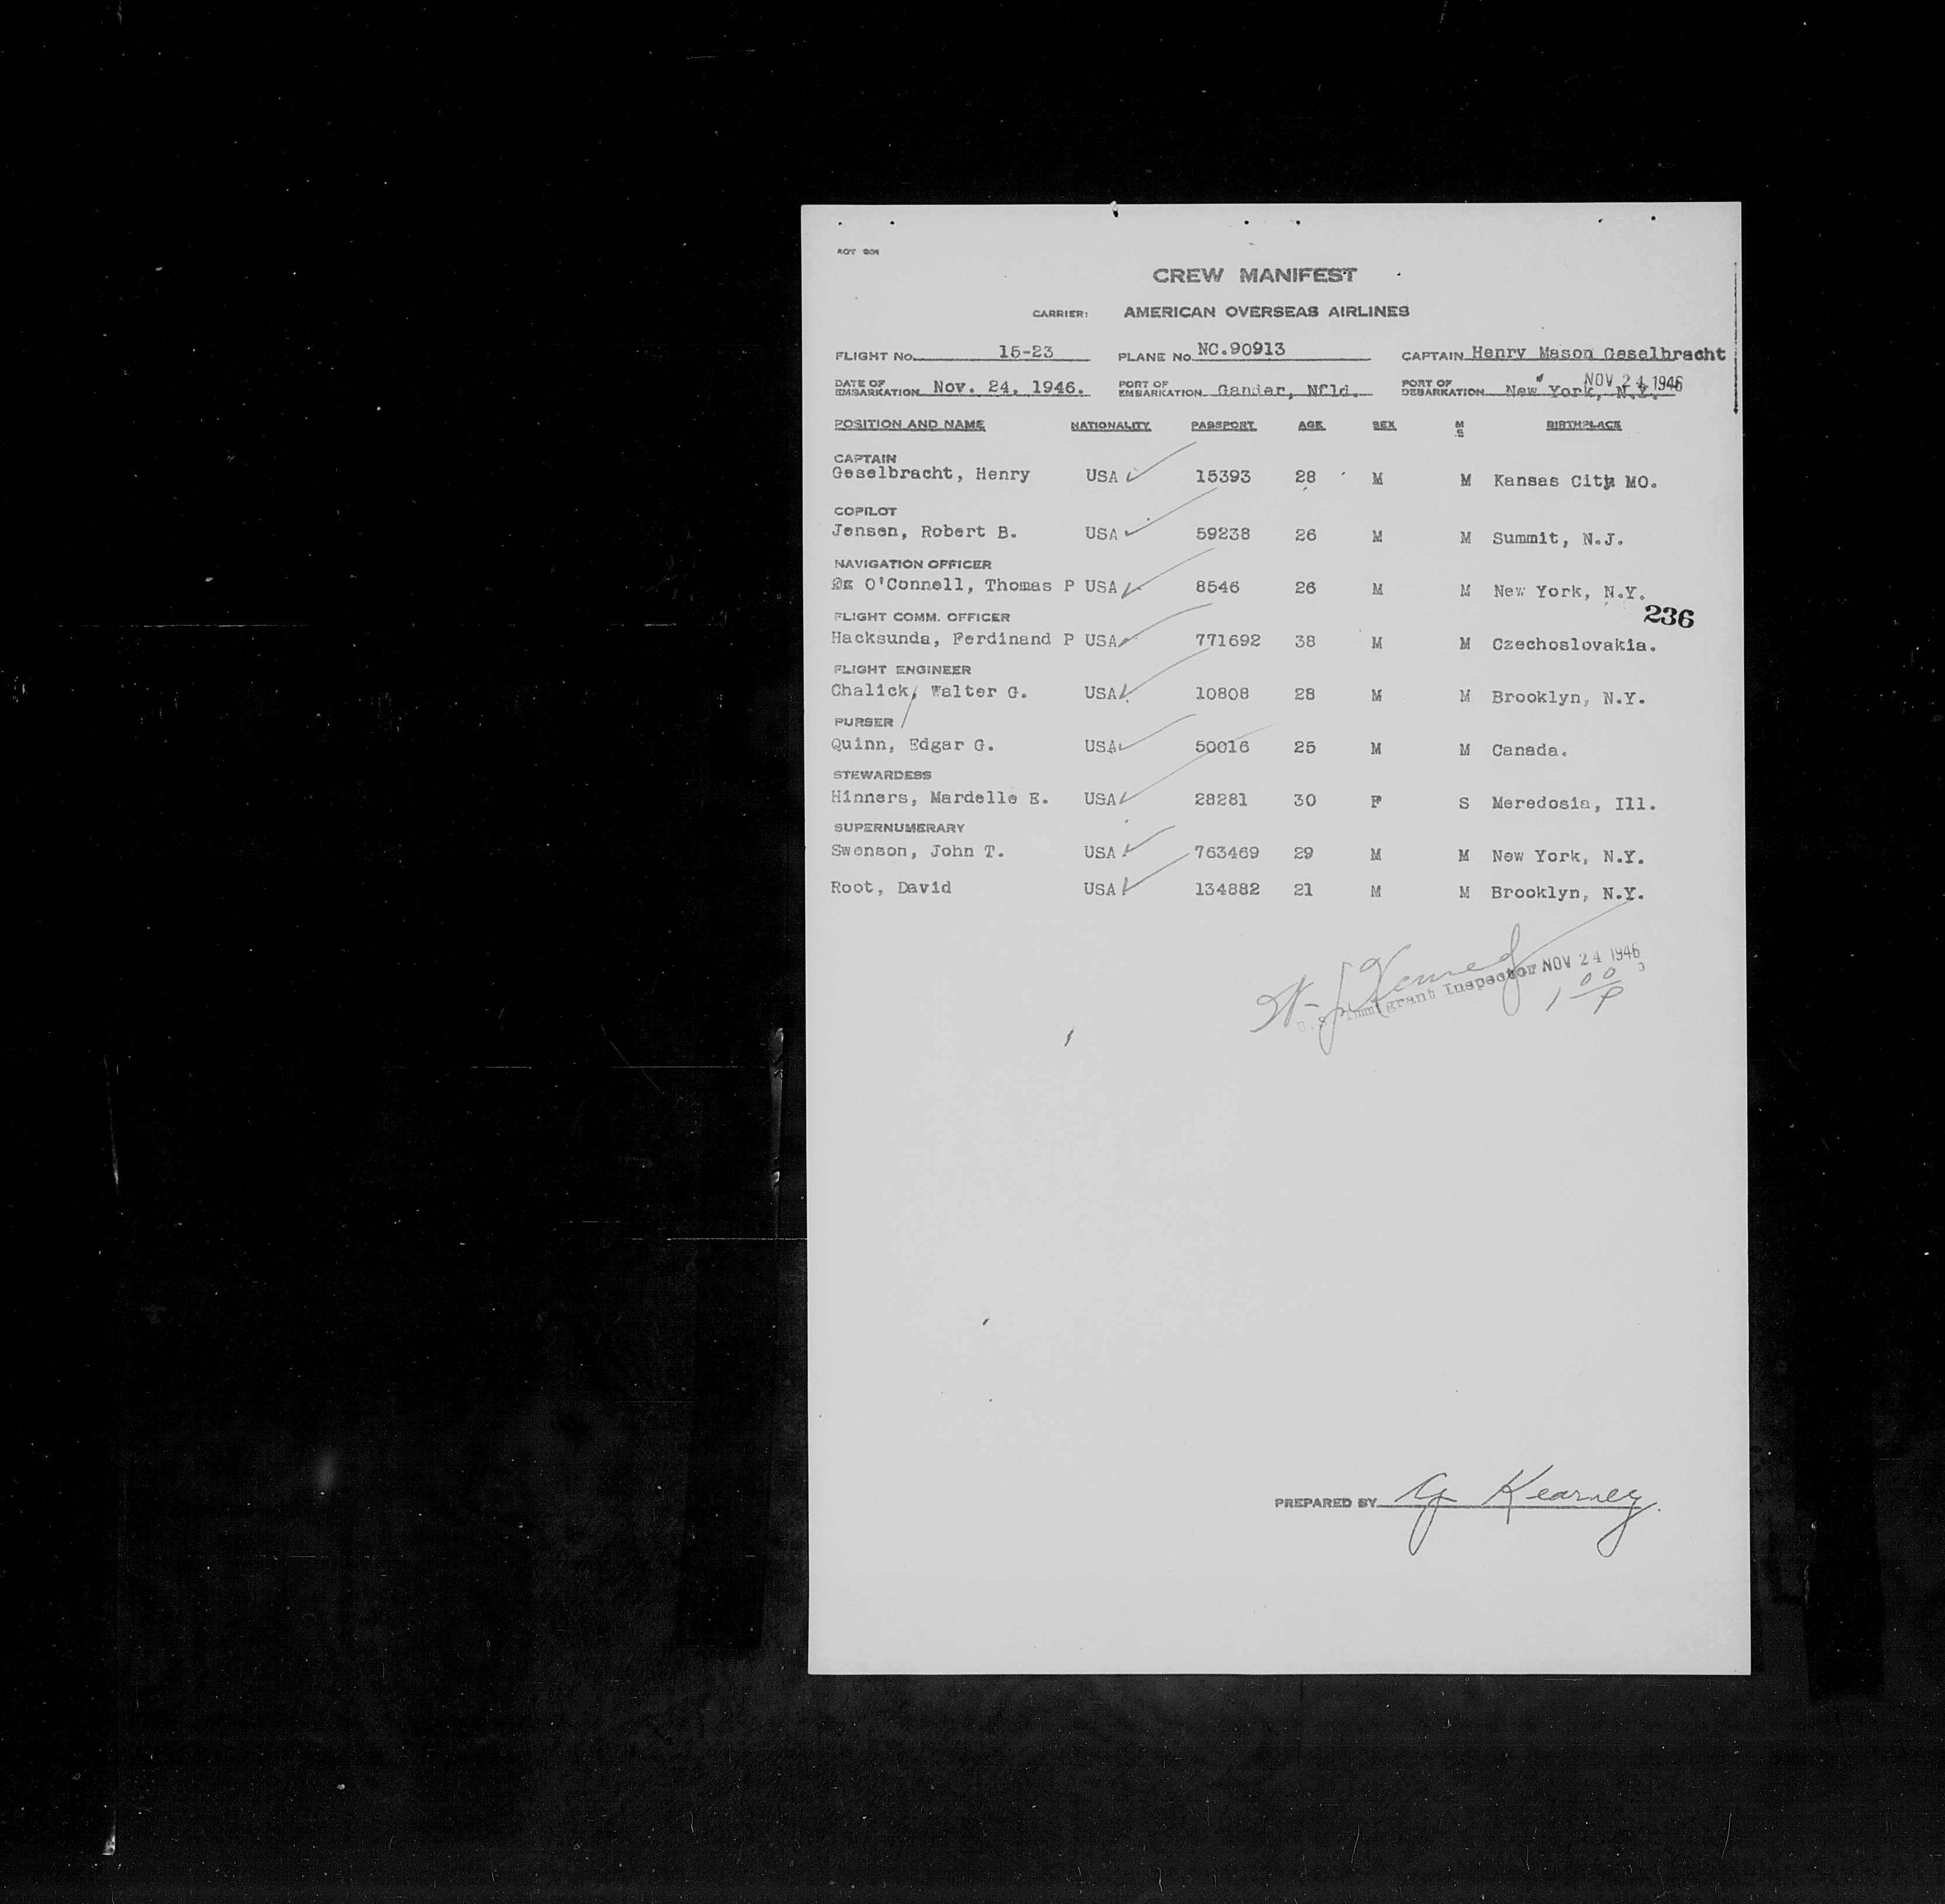 AOT 201
CREW MANIFEST
CARRIER: AMERICAN OVERSEAS AIRLINES
FLIGHT No. 15-23 PLANE No. NC.90913 CAPTAIN Henry Mason Geselbracht
DATE OF EMBARKATION Nov. 24, 1946. PORT OF EMBARKATION Gander, Nfld. PORT OF DEBARKATION New York, N.Y. NOV 24 1946
POSITION AND NAME NATIONALITY PASSPORT AGE SEX M S BIRTHPLACE
CAPTAIN
Geselbracht, Henry USA 15393 28 M M Kansas City MO.
COPILOT
Jensen, Robert B. USA 59238 26 M M Summit, N.J.
NAVIGATION OFFICER
O'Connell, Thomas P USA 8546 26 M M New York, N.Y.
236
FLIGHT COMM. OFFICER
Hacksunda, Ferdinand P USA 771692 38 M M Czechoslovakia.
FLIGHT ENGINEER
Chalick, Walter G. USA 10808 28 M M Brooklyn, N.Y.
PURSER
Quinn, Edgar G. USA 50016 25 M M Canada.
STEWARDESS
Hinners, Mardelle E. USA 28281 30 F S Meredosia, Ill.
SUPERNUMERARY
Swenson, John T. USA 763469 29 M M New York, N.Y.
Root, David USA 134882 21 M M Brooklyn, N.Y.
U.S. Immigrant Inspector NOV 24 1946
1 00 P
PREPARED BY G Kearney.